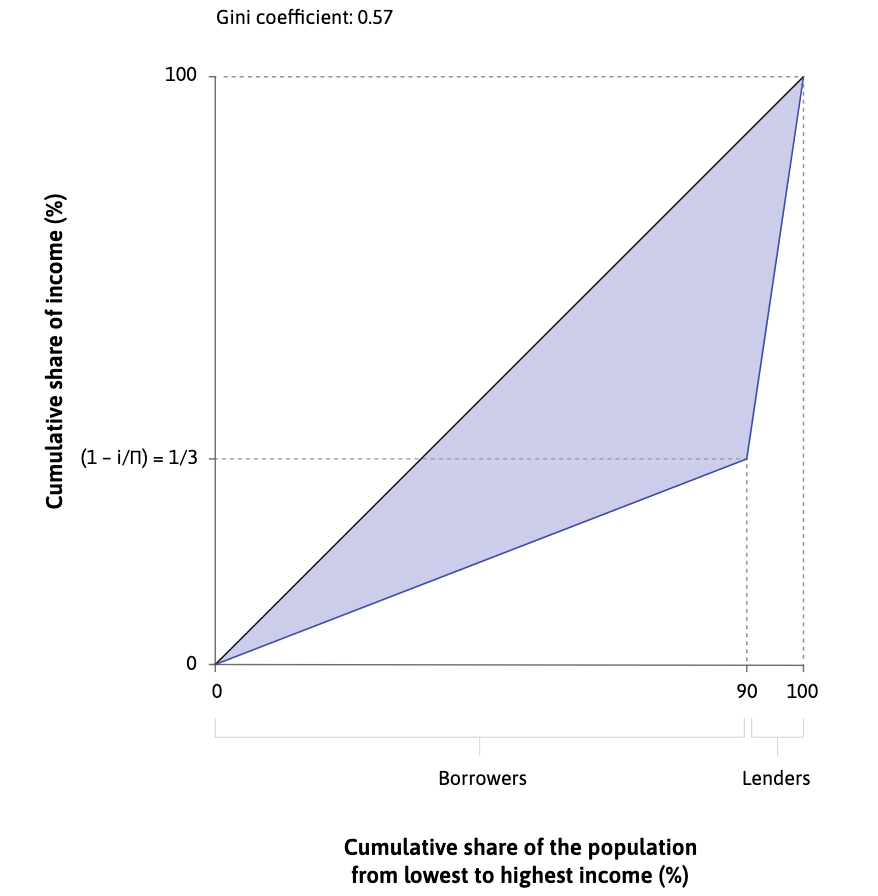 Gini coefficient: 0.57
100
Cumulative share of income (%)
(1 – i/Π) = 1/3
0
0
90
100
Borrowers
Lenders
Cumulative share of the population
from lowest to highest income (%)